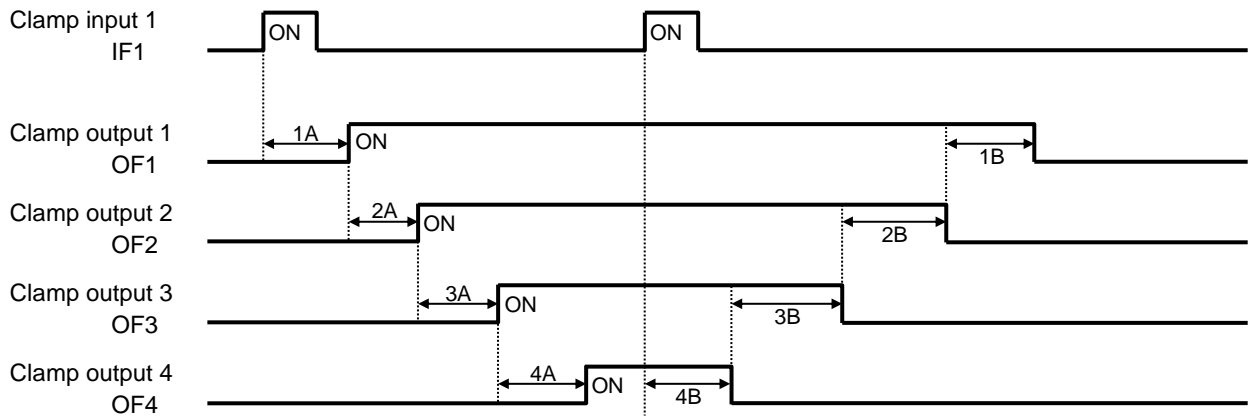 Clamp input 1
IF1
ON
ON
Clamp output 1
OF1
1A
ON
1B
Clamp output 2
OF2
2A
ON
2B
Clamp output 3
OF3
3A
ON
3B
Clamp output 4
OF4
4A
ON
4B